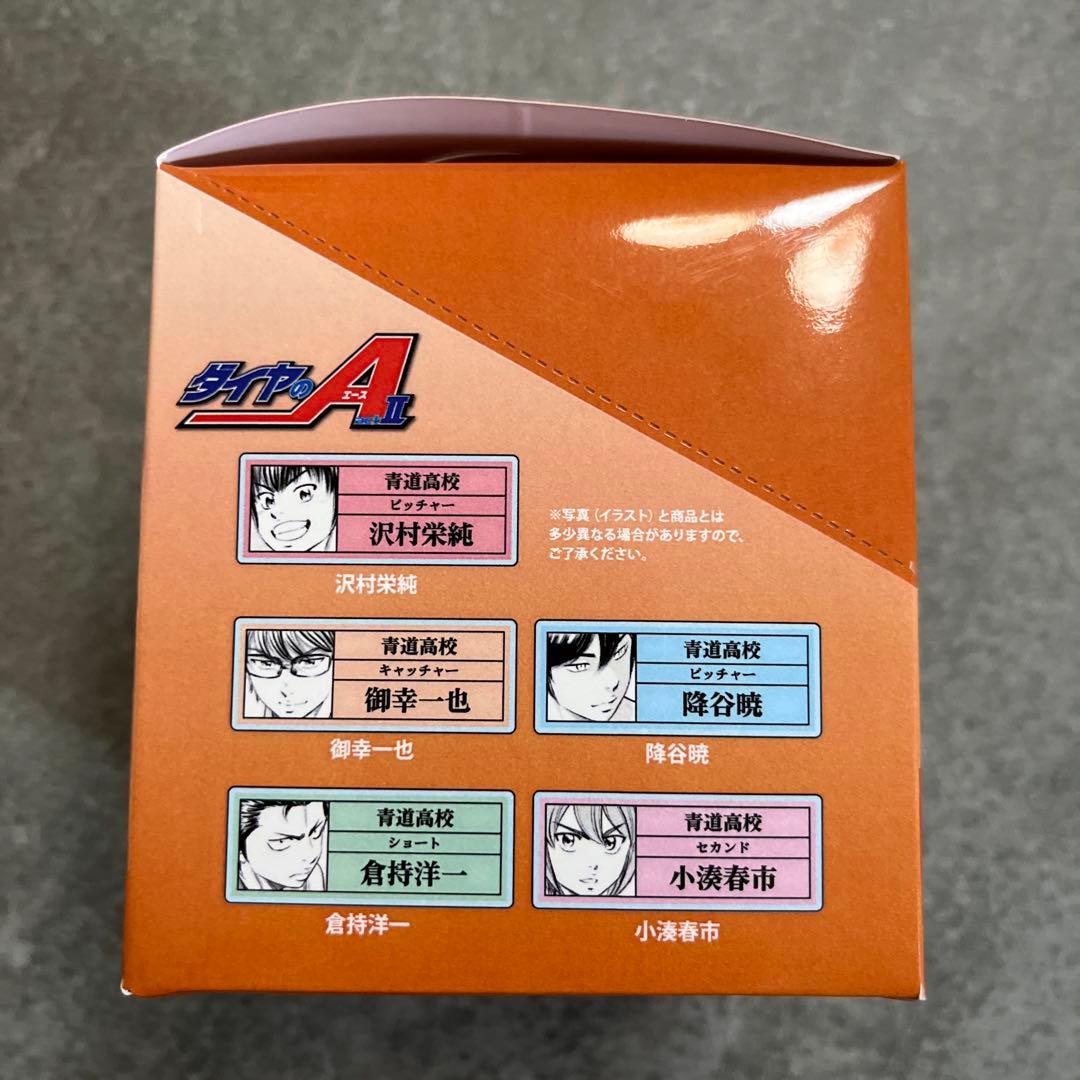 ダイヤのA
エース
act II
青道高校
ピッチャー
沢村栄純
沢村栄純
※写真(イラスト)と商品とは
多少異なる場合がありますので、
ご了承ください。
青道高校
キャッチャー
御幸一也
御幸一也
青道高校
ピッチャー
降谷暁
降谷暁
青道高校
ショート
倉持洋一
倉持洋一
青道高校
セカンド
小湊春市
小湊春市